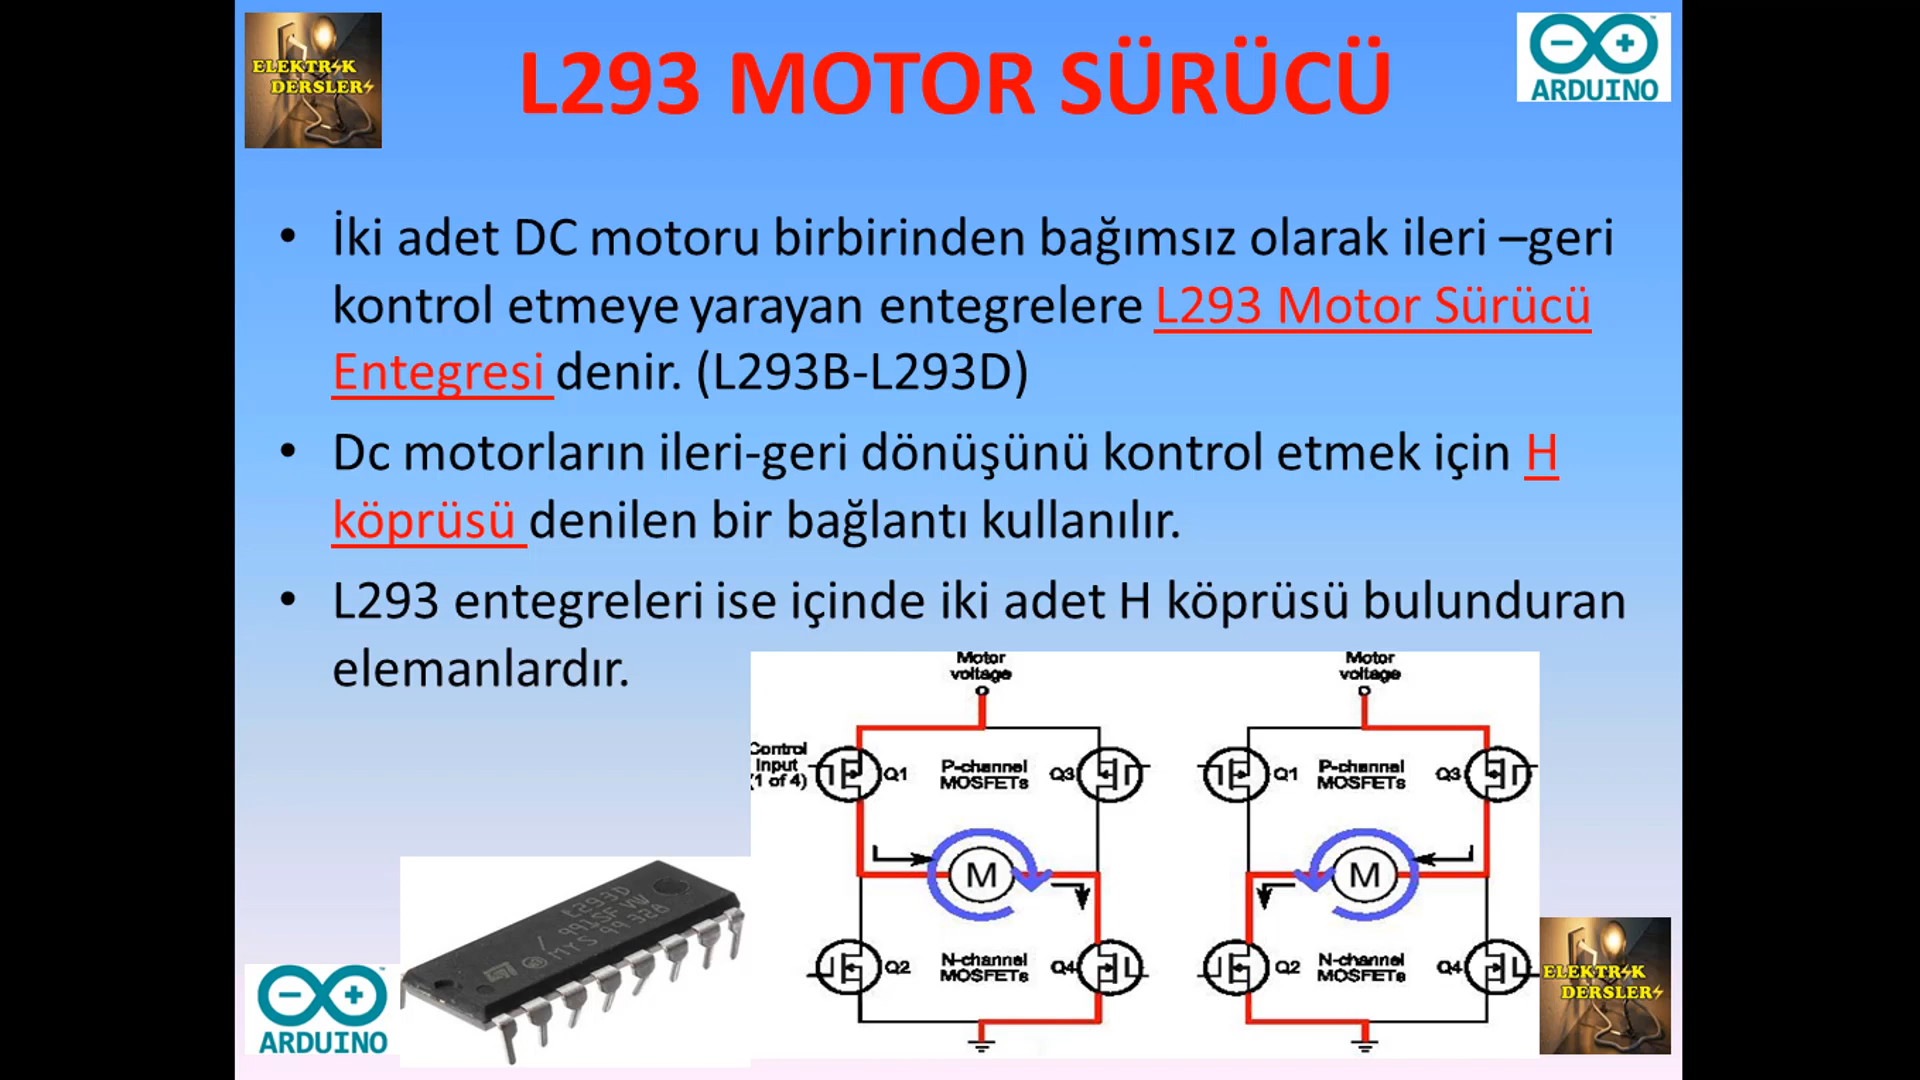 ELEKTRİK
DERSLERİ
L293 MOTOR SÜRÜCÜ
ARDUINO
• İki adet DC motoru birbirinden bağımsız olarak ileri –geri
kontrol etmeye yarayan entegrelere L293 Motor Sürücü
Entegresi denir. (L293B-L293D)
• Dc motorların ileri-geri dönüşünü kontrol etmek için H
köprüsü denilen bir bağlantı kullanılır.
• L293 entegreleri ise içinde iki adet H köprüsü bulunduran
elemanlardır.
Motor
voltage
Control
Input
(1 of 4)
Q1
P-channel
MOSFETs
Q3
M
Q2
N-channel
MOSFETs
Q4
Motor
voltage
Q1
P-channel
MOSFETs
Q3
M
Q2
N-channel
MOSFETs
Q4
L293D
ARDUINO
ELEKTRİK
DERSLERİ